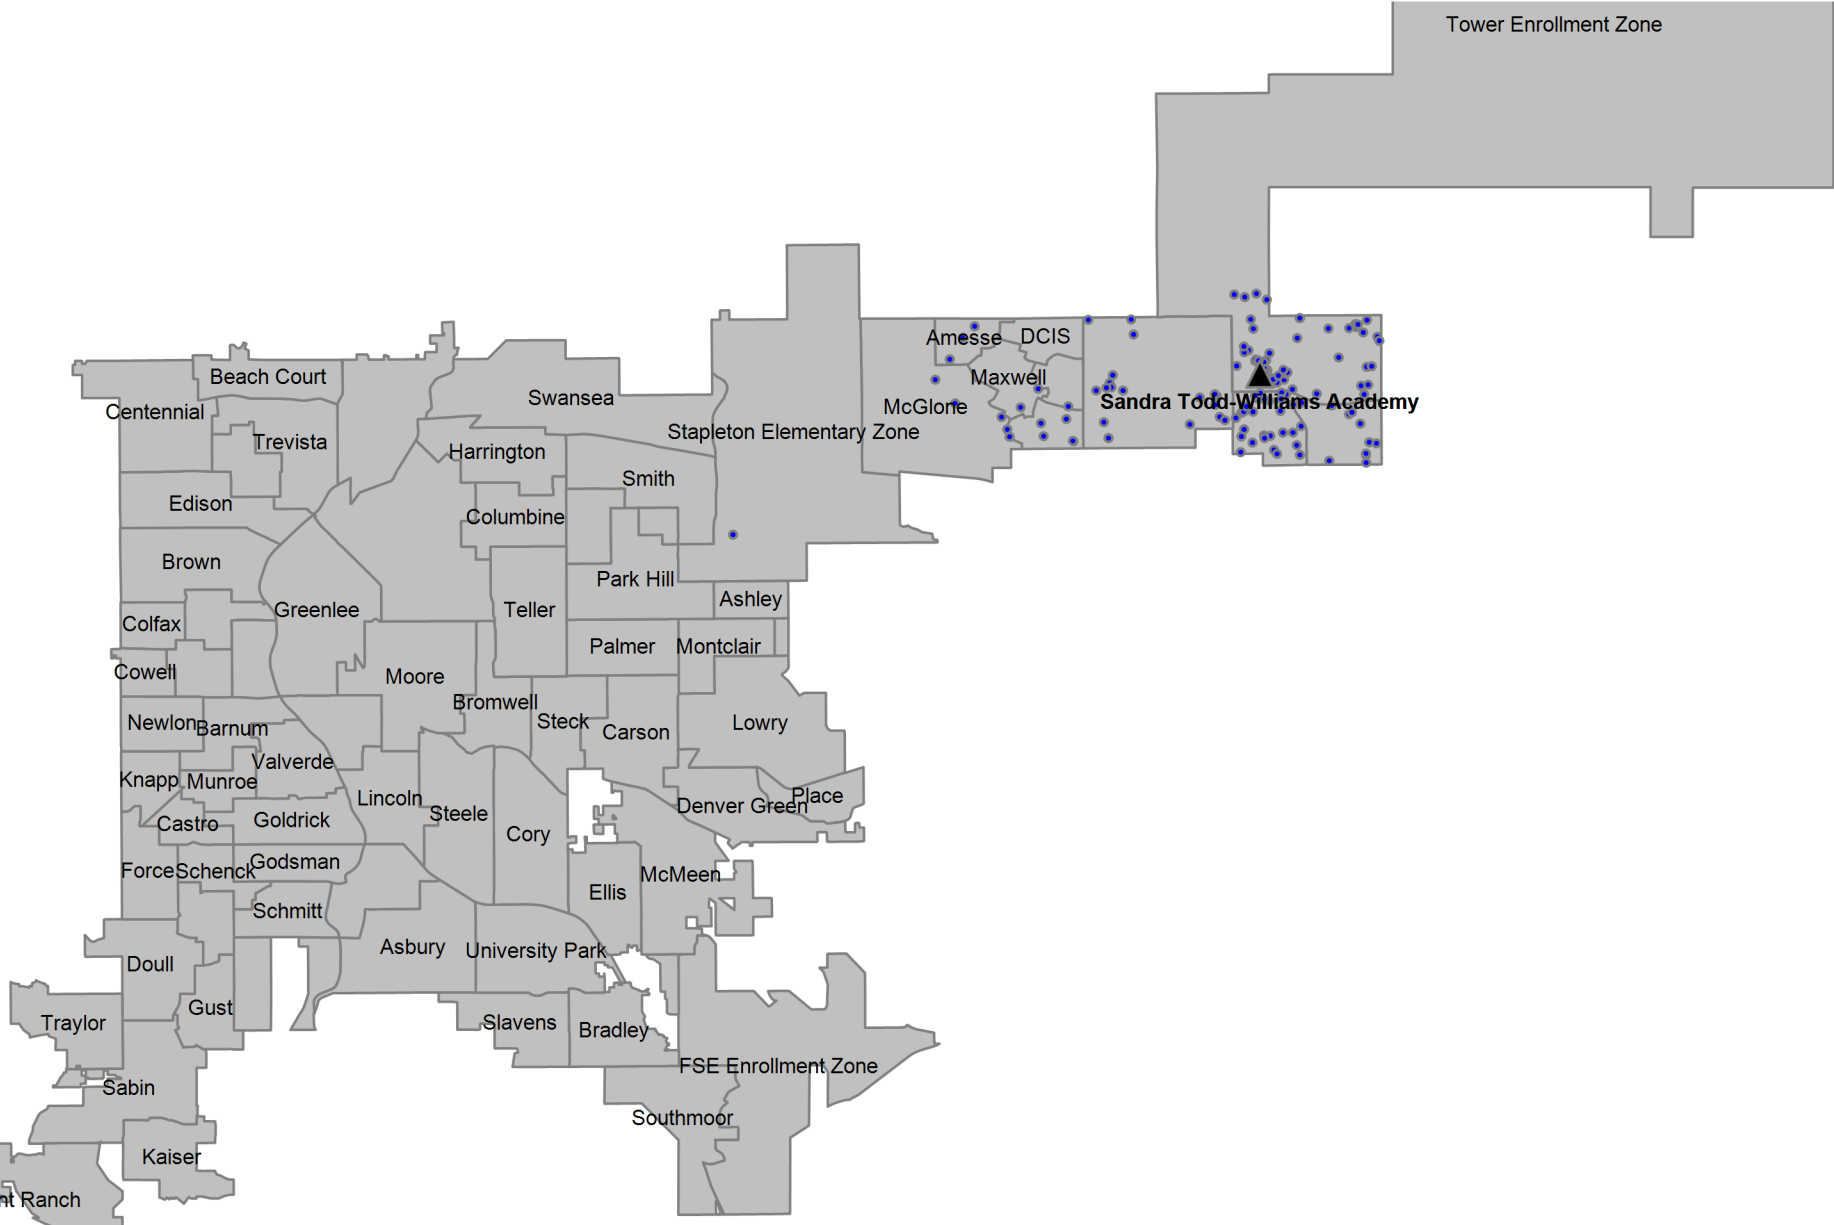 Tower Enrollment Zone
Amesse
DCIS
Beach Court
Maxwell
Swansea
Sandra Todd-Williams Academy
McGlone
Centennial
Stapleton Elementary Zone
Trevista
Harrington
Smith
Edison
Columbine
Brown
Park Hill
Ashley
Greenlee
Teller
Colfax
Palmer
Montclair
Cowell
Moore
Bromwell
Newlon
Barnum
Steck
Carson
Lowry
Valverde
Knapp
Munroe
Lincoln
Place
Denver Green
Steele
Castro
Goldrick
Cory
Godsman
Force
Schenck
McMeen
Ellis
Schmitt
Asbury
University Park
Doull
Gust
Traylor
Slavens
Bradley
FSE Enrollment Zone
Sabin
Southmoor
Kaiser
nt Ranch